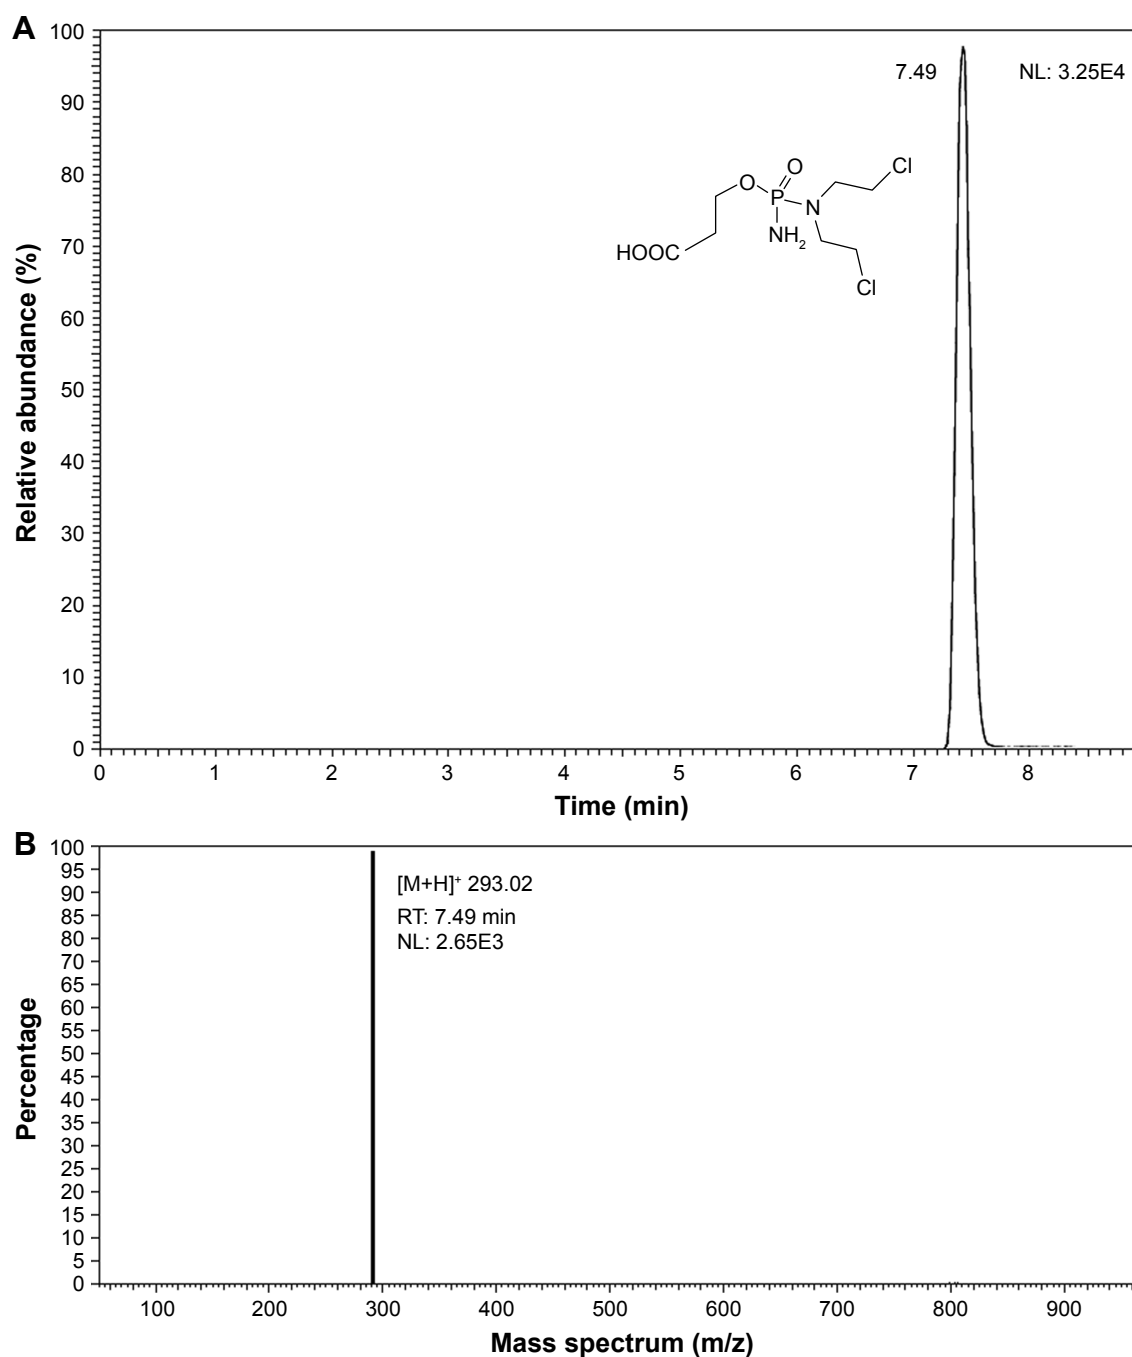 A
100
90
80
70
60
50
40
30
20
10
0
Relative abundance (%)
7.49
NL: 3.25E4
O
O
Cl
P
N
NH2
HOOC
Cl
0 1 2 3 4 5 6 7 8
Time (min)
B
100
95
90
85
80
75
70
65
60
55
50
45
40
35
30
25
20
15
10
5
0
Percentage
[M+H]+ 293.02
RT: 7.49 min
NL: 2.65E3
100 200 300 400 500 600 700 800 900
Mass spectrum (m/z)